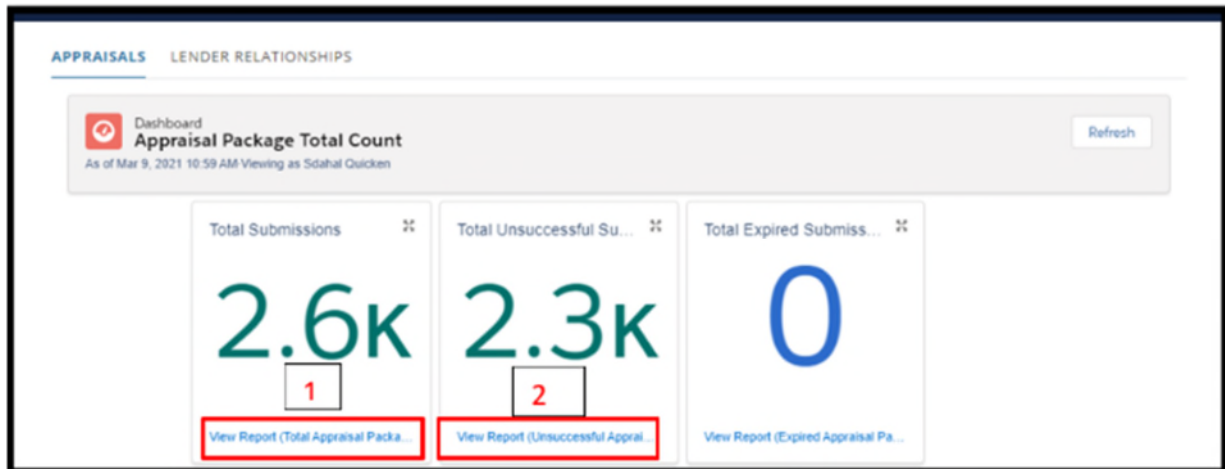 APPRAISALS LENDER RELATIONSHIPS
Dashboard
Appraisal Package Total Count
As of Mar 9, 2021 10:59 AM·Viewing as Sdahal Quicken
Refresh
Total Submissions
2.6K
1
View Report (Total Appraisal Packa...
Total Unsuccessful Su...
2.3K
2
View Report (Unsuccessful Apprai...
Total Expired Submiss...
0
View Report (Expired Appraisal Pa...